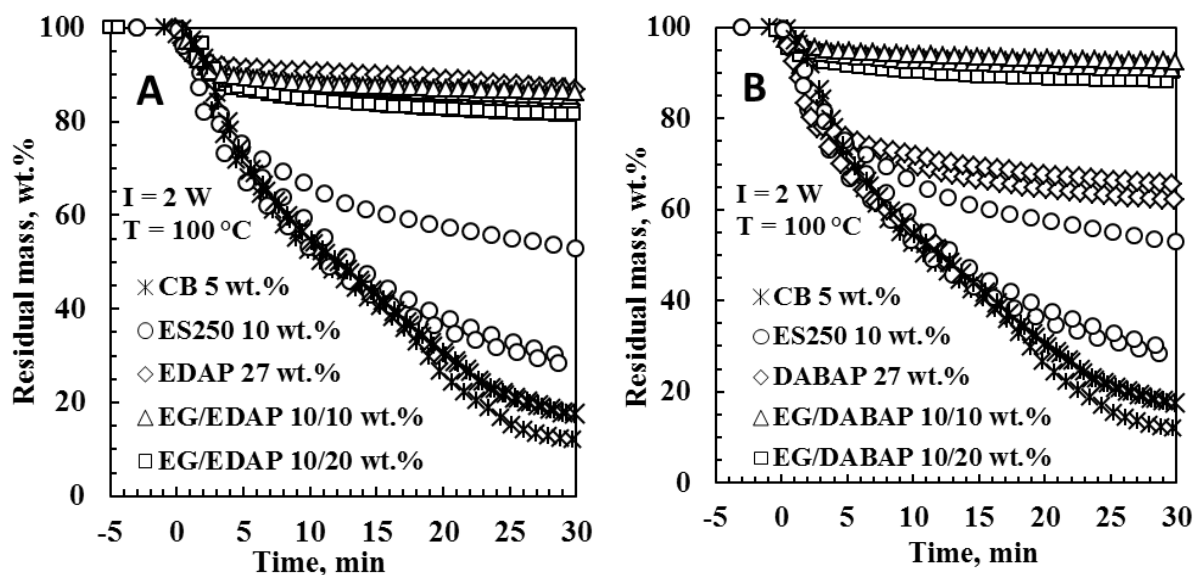 A
Residual mass, wt.%
100
80
60
40
20
0
I = 2 W
T = 100 °C
CB 5 wt.%
ES250 10 wt.%
EDAP 27 wt.%
EG/EDAP 10/10 wt.%
EG/EDAP 10/20 wt.%
-5 0 5 10 15 20 25 30
Time, min
B
Residual mass, wt.%
100
80
60
40
20
0
I = 2 W
T = 100 °C
CB 5 wt.%
ES250 10 wt.%
DABAP 27 wt.%
EG/DABAP 10/10 wt.%
EG/DABAP 10/20 wt.%
-5 0 5 10 15 20 25 30
Time, min